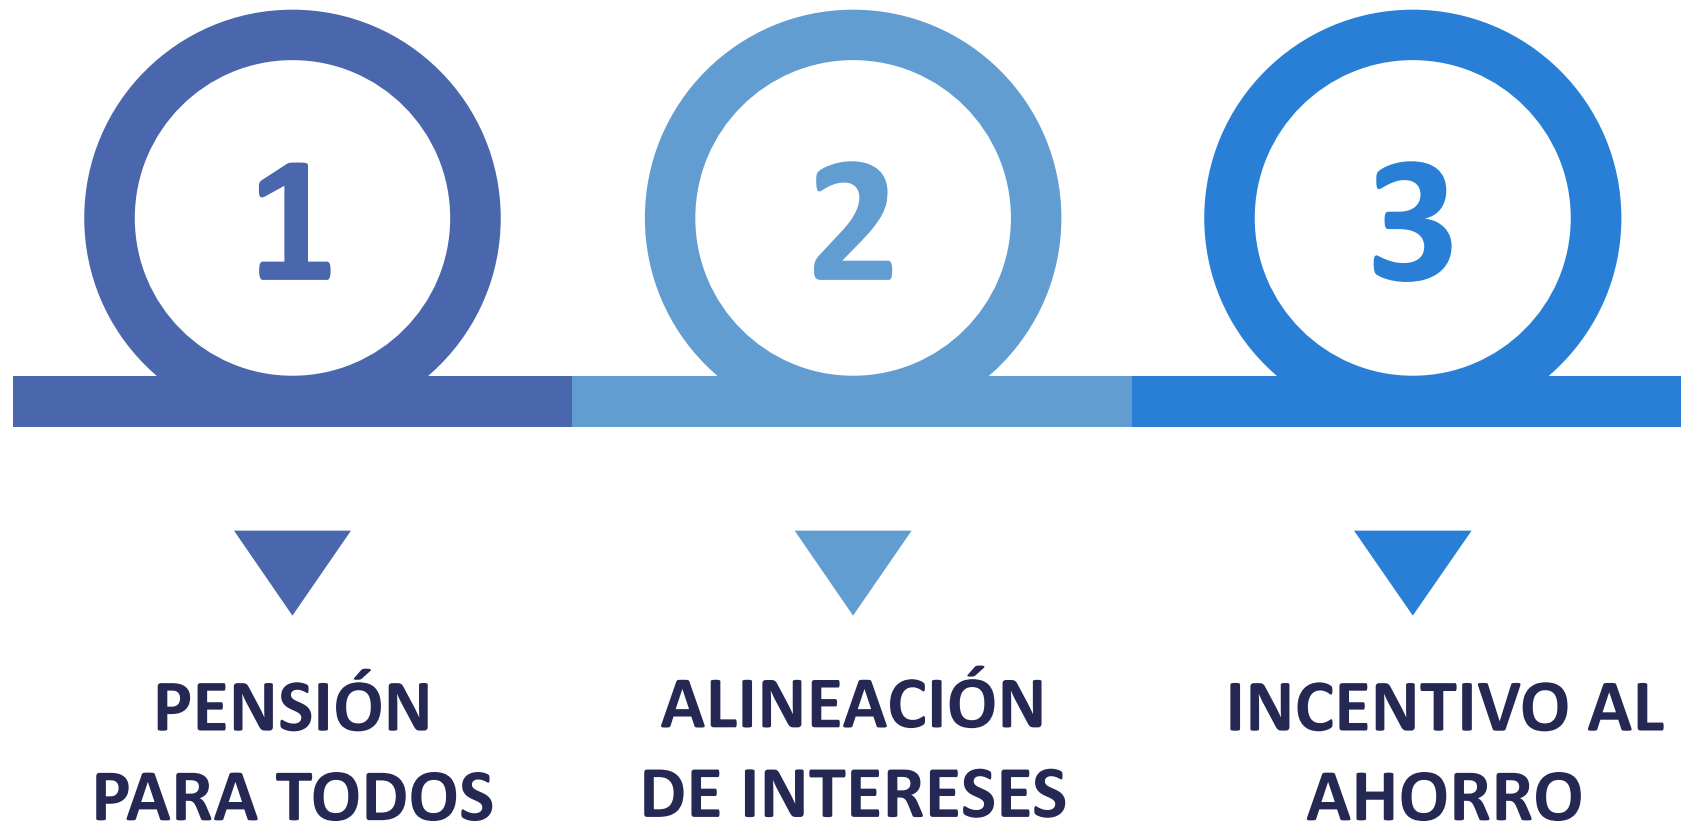 1
2
3
PENSIÓN
PARA TODOS
ALINEACIÓN
DE INTERESES
INCENTIVO AL
AHORRO